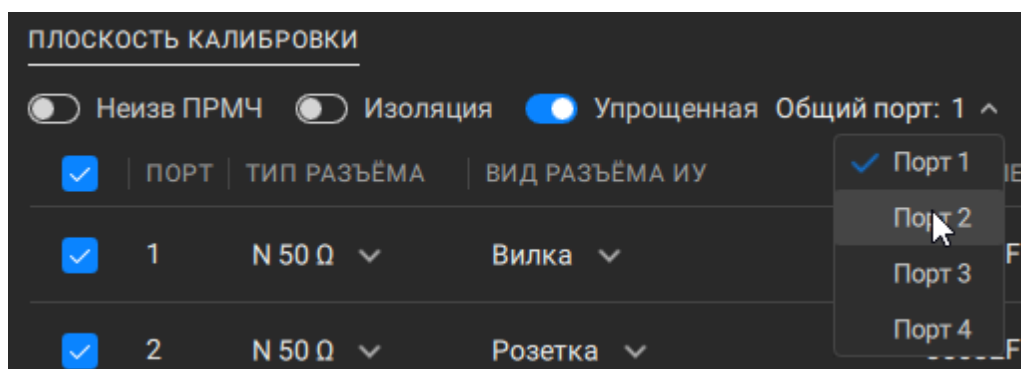 ПЛОСКОСТЬ КАЛИБРОВКИ
Неизв ПРМЧ Изоляция Упрощенная Общий порт: 1
ПОРТ ТИП РАЗЪЁМА ВИД РАЗЪЁМА ИУ
Порт 1
Порт 2
1 N 50 Ω Вилка
Порт 3
Порт 4
2 N 50 Ω Розетка